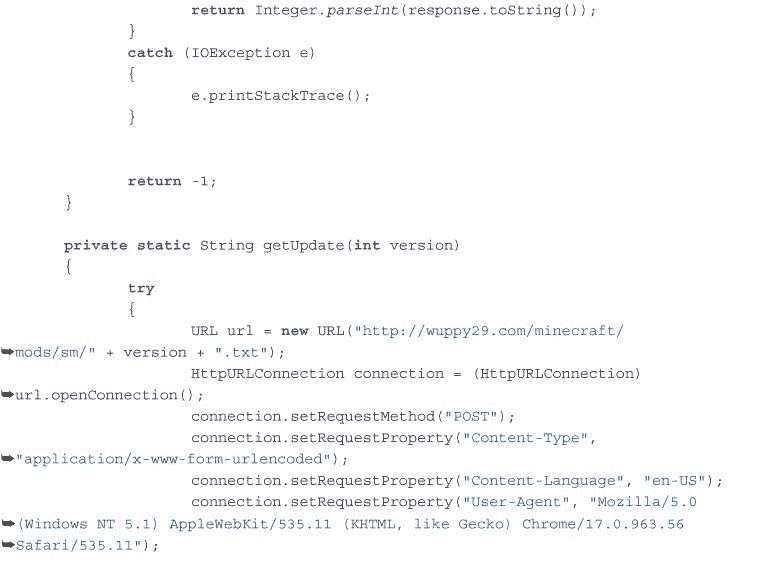 return Integer.parseInt(response.toString());
}
catch (IOException e)
{
e.printStackTrace();
}
return -1;
}
private static String getUpdate(int version)
{
try
{
URL url = new URL("http://wuppy29.com/minecraft/
➥mods/sm/" + version + ".txt");
HttpURLConnection connection = (HttpURLConnection)
➥url.openConnection();
connection.setRequestMethod("POST");
connection.setRequestProperty("Content-Type",
➥"application/x-www-form-urlencoded");
connection.setRequestProperty("Content-Language", "en-US");
connection.setRequestProperty("User-Agent", "Mozilla/5.0
➥(Windows NT 5.1) AppleWebKit/535.11 (KHTML, like Gecko) Chrome/17.0.963.56
➥Safari/535.11");